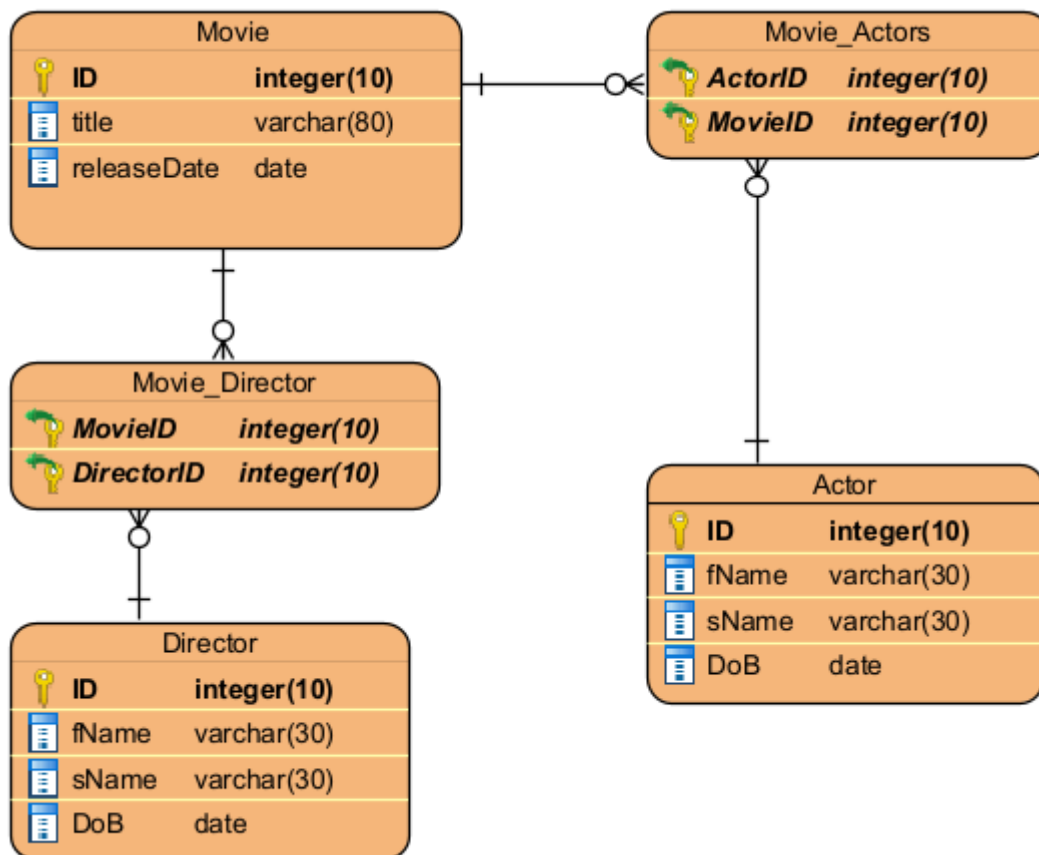 Movie
ID integer(10)
title varchar(80)
releaseDate date
Movie_Actors
ActorID integer(10)
MovieID integer(10)
Movie_Director
MovieID integer(10)
DirectorID integer(10)
Actor
ID integer(10)
fName varchar(30)
sName varchar(30)
DoB date
Director
ID integer(10)
fName varchar(30)
sName varchar(30)
DoB date